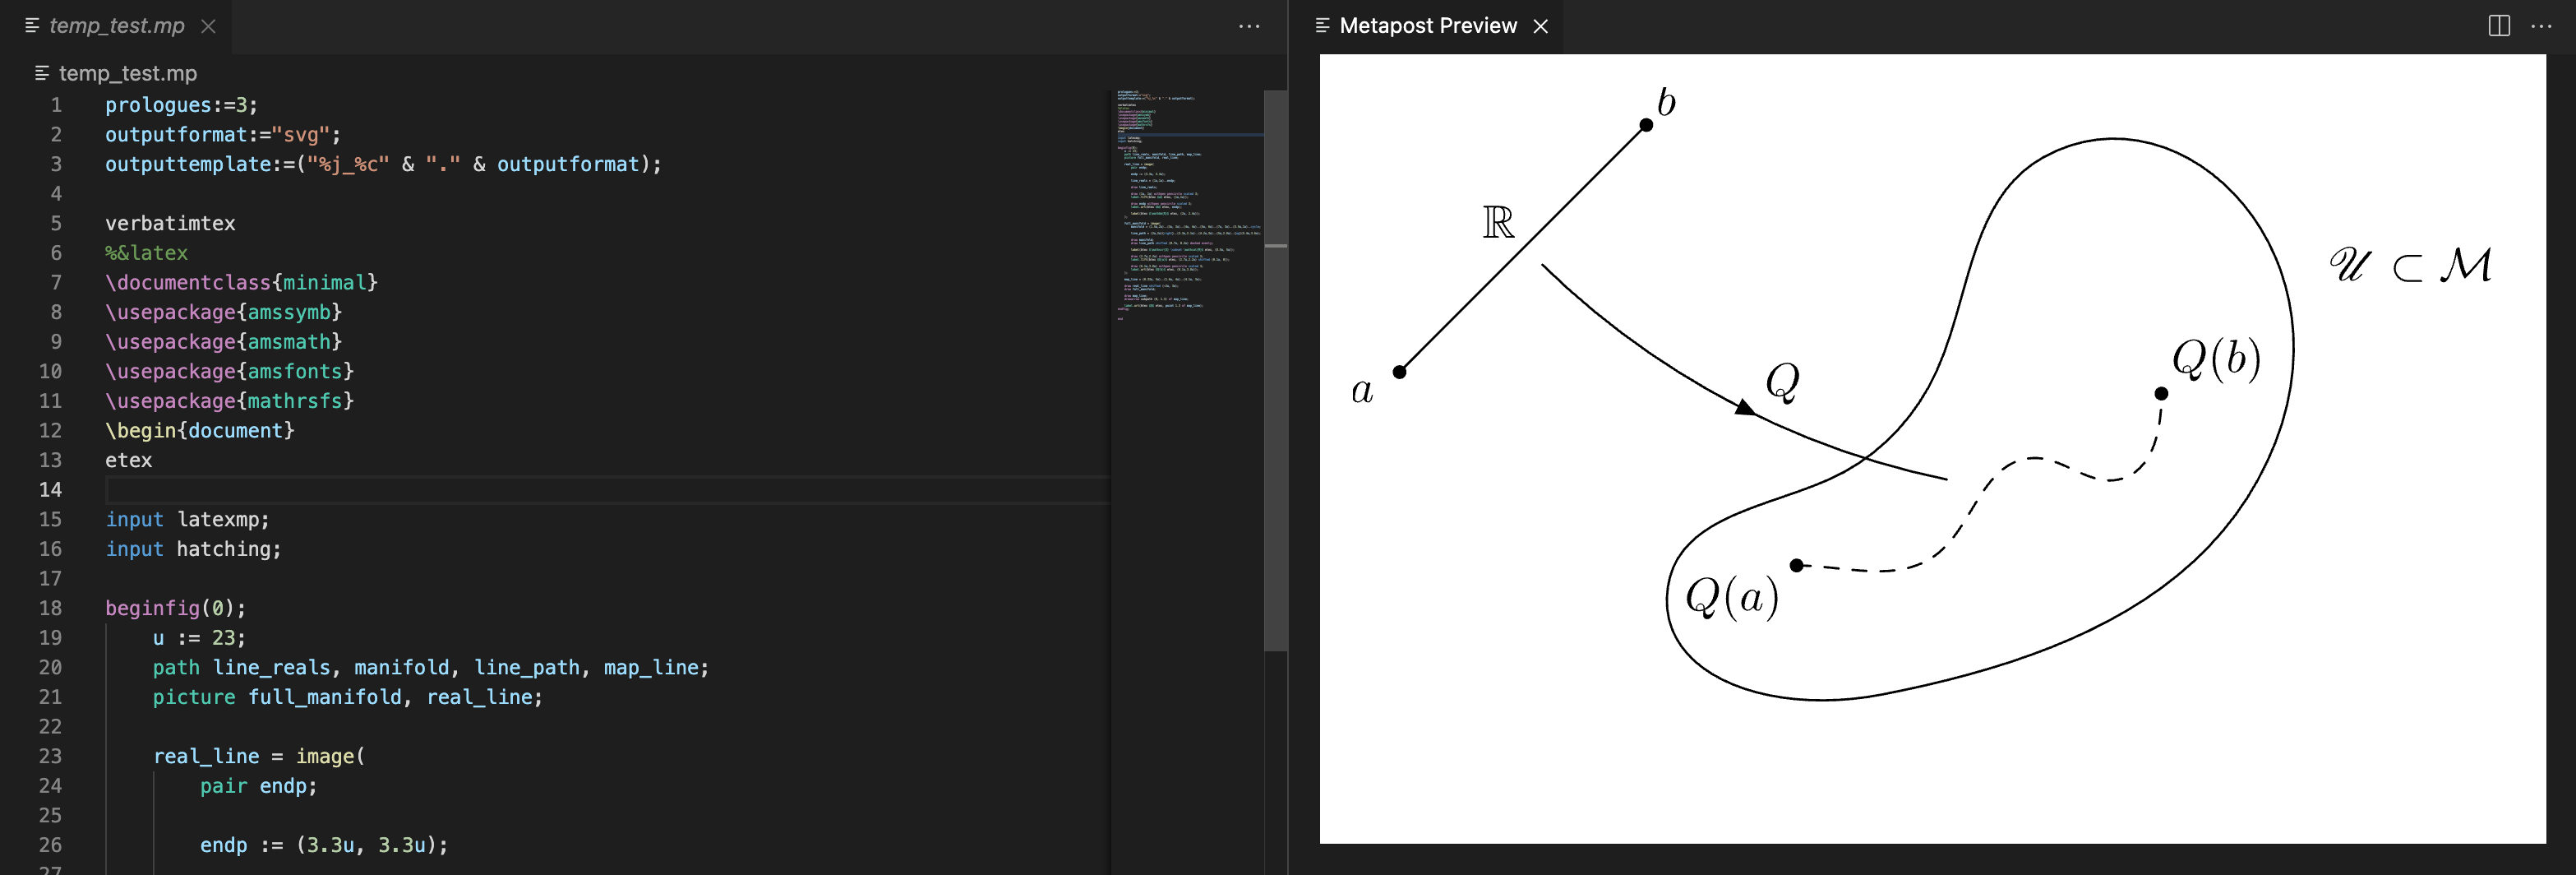 temp_test.mp
temp_test.mp
1 prologues:=3;
2 outputformat:="svg";
3 outputtemplate:=("%j_%c" & "." & outputformat);
4
5 verbatimtex
6 %&latex
7 \documentclass{minimal}
8 \usepackage{amssymb}
9 \usepackage{amsmath}
10 \usepackage{amsfonts}
11 \usepackage{mathrsfs}
12 \begin{document}
13 etex
14
15 input latexmp;
16 input hatching;
17
18 beginfig(0);
19 u := 23;
20 path line_reals, manifold, line_path, map_line;
21 picture full_manifold, real_line;
22
23 real_line = image(
24 pair endp;
25
26 endp := (3.3u, 3.3u);
27
Metapost Preview
b
ℝ
𝒰 ⊂ ℳ
Q(b)
a
Q
Q(a)